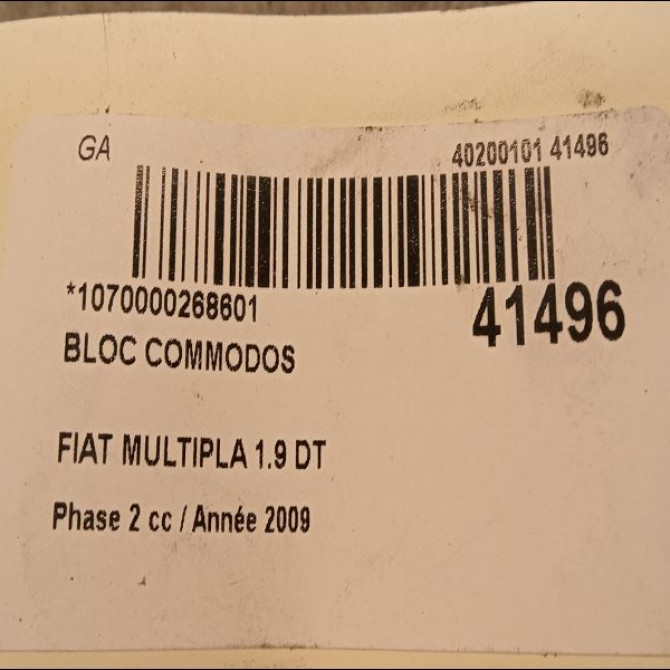 GA
40200101 41496
*1070000268601
41496
BLOC COMMODOS
FIAT MULTIPLA 1.9 DT
Phase 2 cc / Année 2009